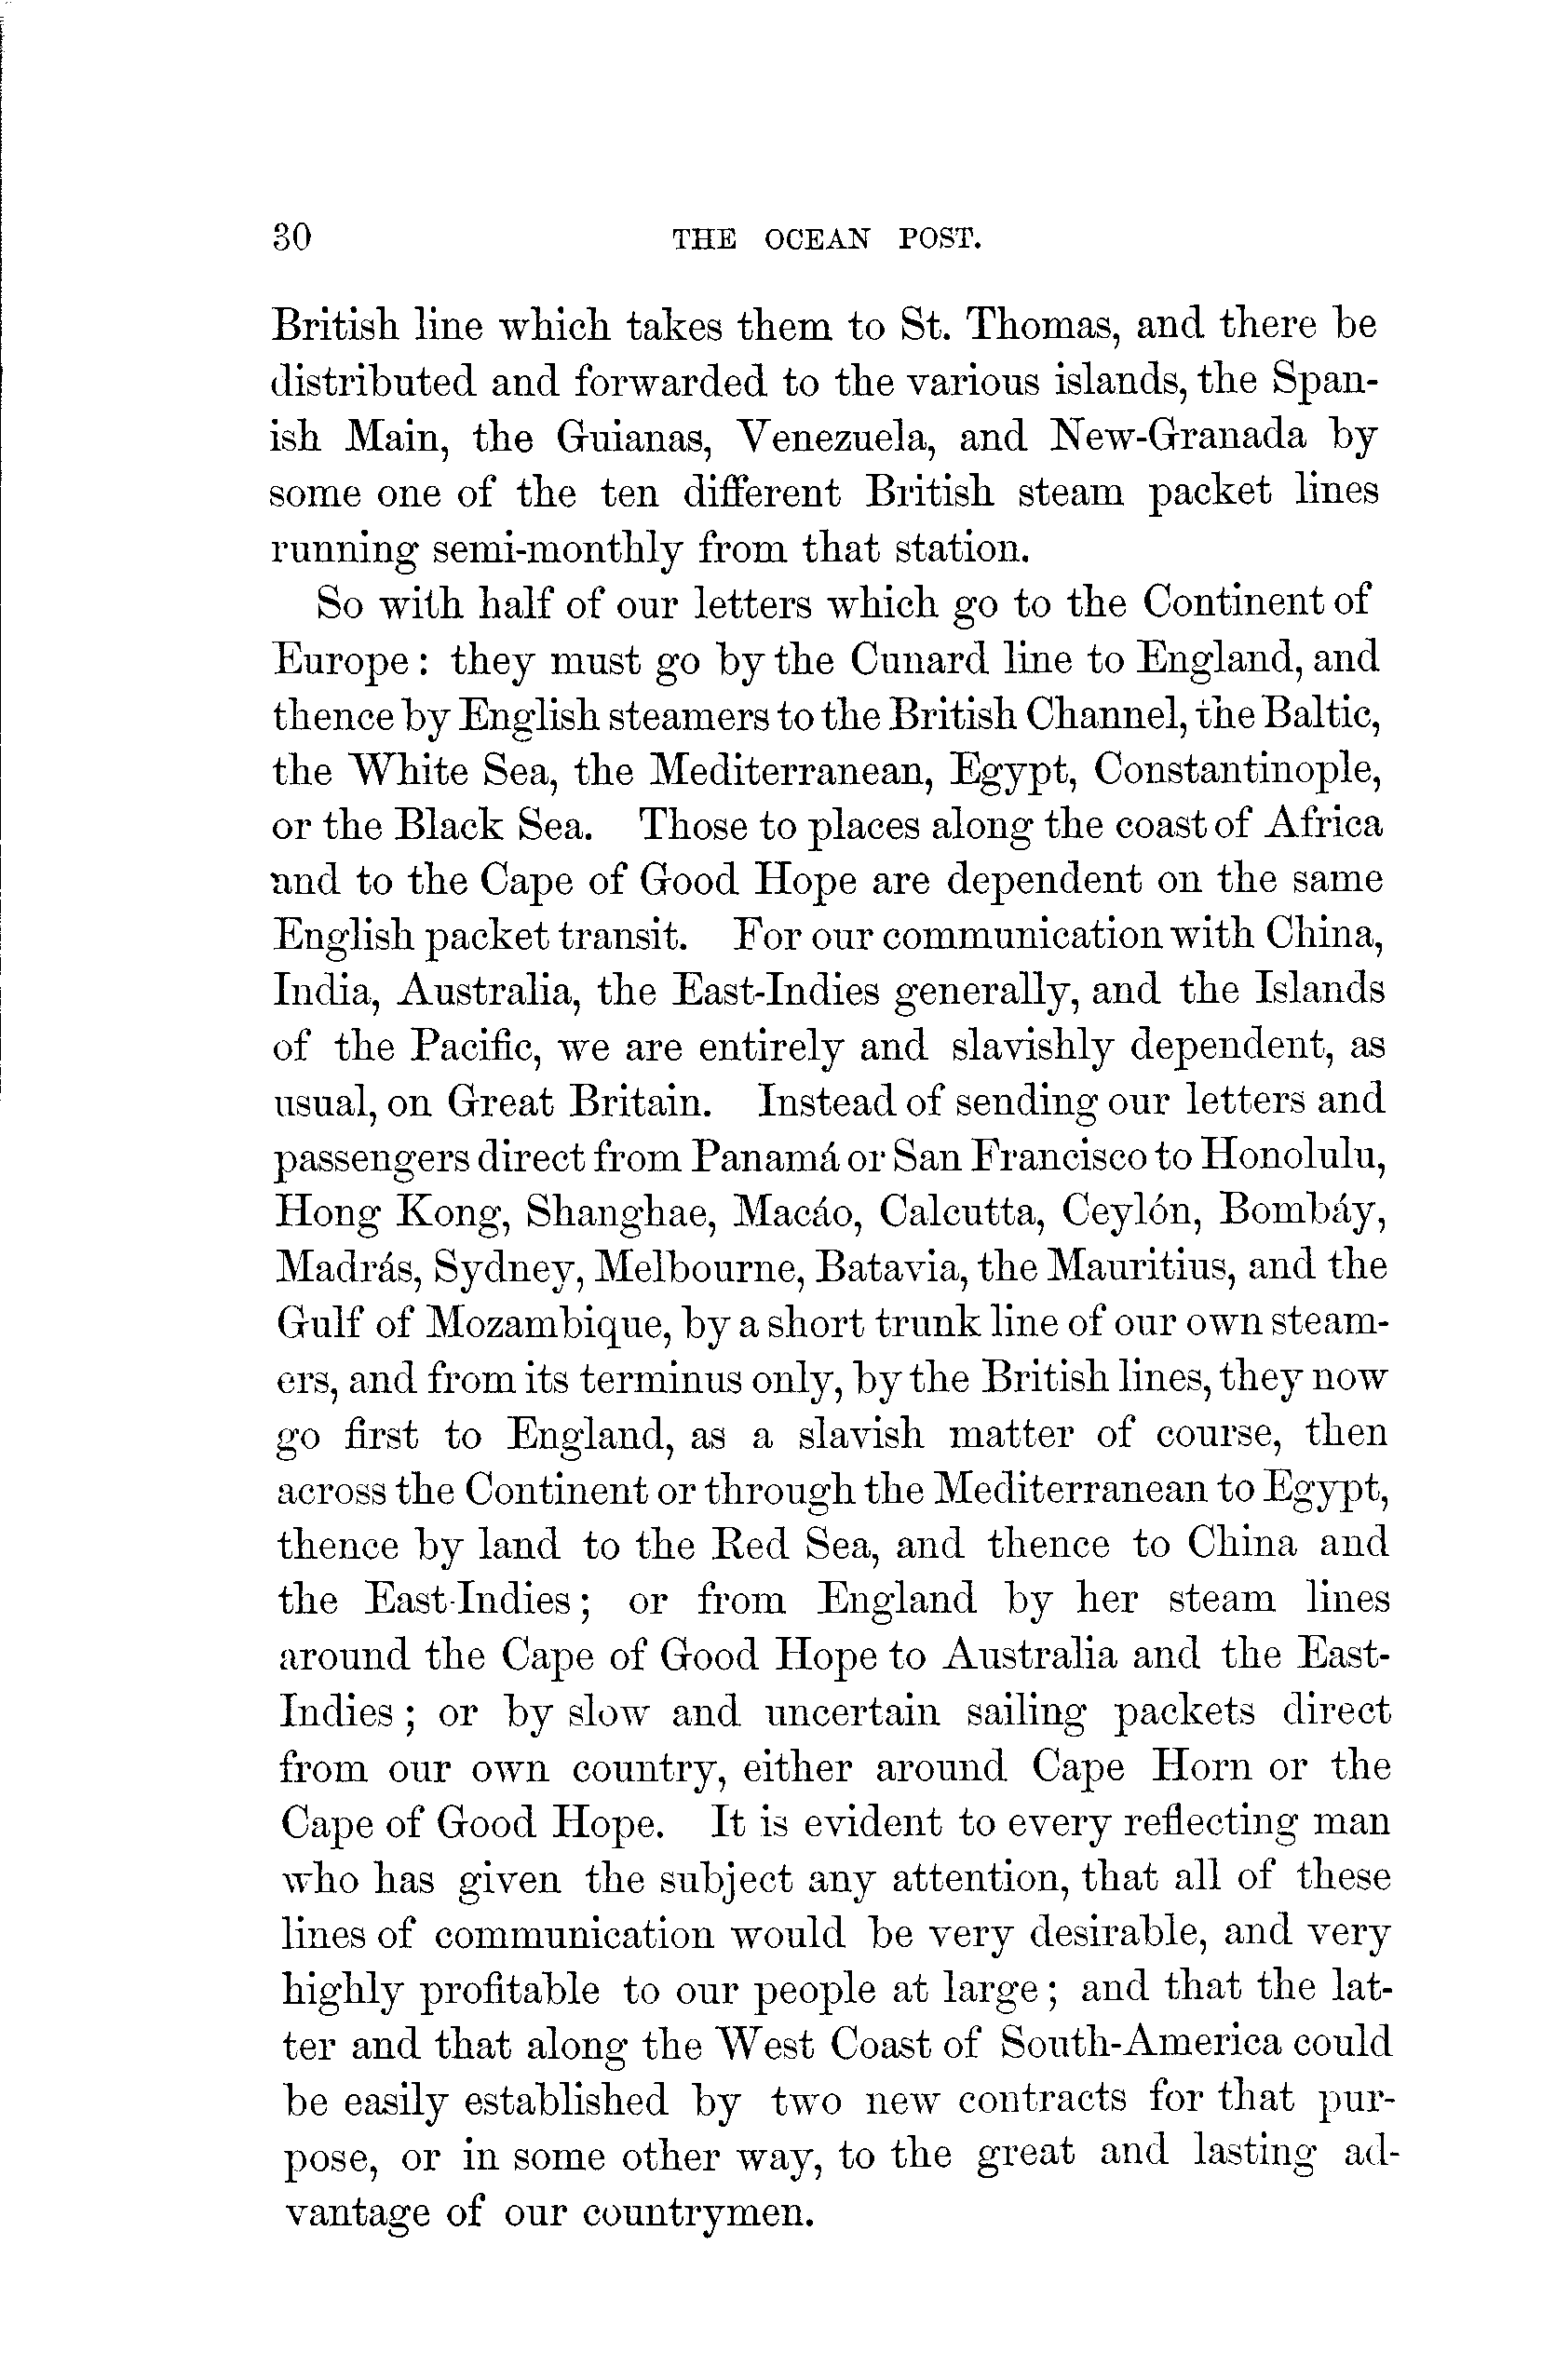 30 THE OCEAN POST.
British line which takes them to St. Thomas, and there be
distributed and forwarded to the various islands, the Span-
ish Main, the Guianas, Venezuela, and New-Granada by
some one of the ten different British steam packet lines
running semi-monthly from that station.
So with half of our letters which go to the Continent of
Europe : they must go by the Cunard line to England, and
thence by English steamers to the British Channel, the Baltic,
the White Sea, the Mediterranean, Egypt, Constantinople,
or the Black Sea. Those to places along the coast of Africa
and to the Cape of Good Hope are dependent on the same
English packet transit. For our communication with China,
India, Australia, the East-Indies generally, and the Islands
of the Pacific, we are entirely and slavishly dependent, as
usual, on Great Britain. Instead of sending our letters and
passengers direct from Panamá or San Francisco to Honolulu,
Hong Kong, Shanghae, Macáo, Calcutta, Ceylón, Bombáy,
Madrás, Sydney, Melbourne, Batavia, the Mauritius, and the
Gulf of Mozambique, by a short trunk line of our own steam-
ers, and from its terminus only, by the British lines, they now
go first to England, as a slavish matter of course, then
across the Continent or through the Mediterranean to Egypt,
thence by land to the Red Sea, and thence to China and
the East-Indies ; or from England by her steam lines
around the Cape of Good Hope to Australia and the East-
Indies ; or by slow and uncertain sailing packets direct
from our own country, either around Cape Horn or the
Cape of Good Hope. It is evident to every reflecting man
who has given the subject any attention, that all of these
lines of communication would be very desirable, and very
highly profitable to our people at large ; and that the lat-
ter and that along the West Coast of South-America could
be easily established by two new contracts for that pur-
pose, or in some other way, to the great and lasting ad-
vantage of our countrymen.